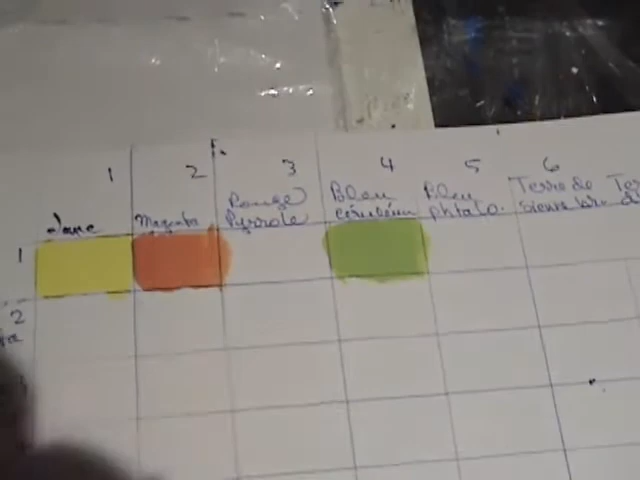 1 2 3 4 5 6
Jaune Magenta Rouge Pyrrole Bleu céruléum Bleu phtalo. Terre de sienne
1
2